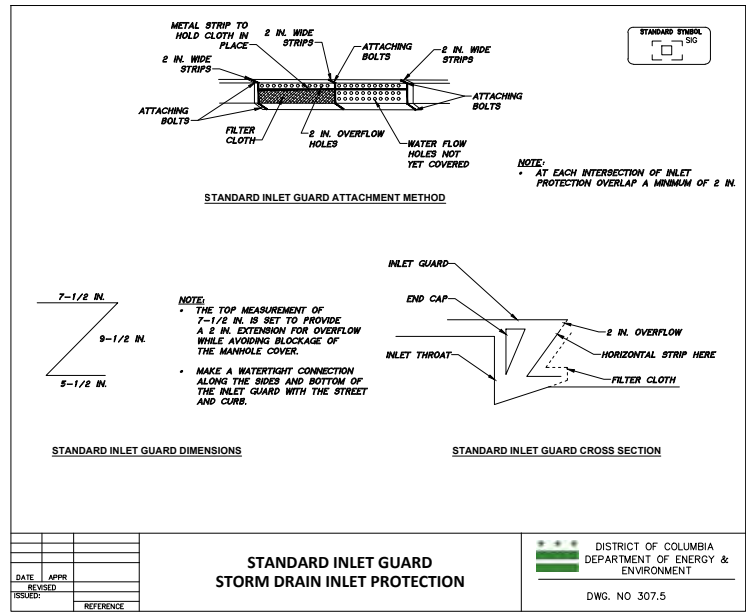 METAL STRIP TO
HOLD CLOTH IN
PLACE
2 IN. WIDE
STRIPS
2 IN. WIDE
STRIPS
ATTACHING
BOLTS
2 IN. WIDE
STRIPS
ATTACHING
BOLTS
ATTACHING
BOLTS
FILTER
CLOTH
2 IN. OVERFLOW
HOLES
WATER FLOW
HOLES NOT
YET COVERED
STANDARD SYMBOL
SIG
NOTE:
• AT EACH INTERSECTION OF INLET
PROTECTION OVERLAP A MINIMUM OF 2 IN.
STANDARD INLET GUARD ATTACHMENT METHOD
7-1/2 IN.
9-1/2 IN.
5-1/2 IN.
NOTE:
• THE TOP MEASUREMENT OF
7-1/2 IN. IS SET TO PROVIDE
A 2 IN. EXTENSION FOR OVERFLOW
WHILE AVOIDING BLOCKAGE OF
THE MANHOLE COVER.
• MAKE A WATERTIGHT CONNECTION
ALONG THE SIDES AND BOTTOM OF
THE INLET GUARD WITH THE STREET
AND CURB.
STANDARD INLET GUARD DIMENSIONS
INLET GUARD
END CAP
INLET THROAT
2 IN. OVERFLOW
HORIZONTAL STRIP HERE
FILTER CLOTH
STANDARD INLET GUARD CROSS SECTION
DATE APPR
REVISED
ISSUED:
REFERENCE
STANDARD INLET GUARD
STORM DRAIN INLET PROTECTION
DISTRICT OF COLUMBIA
DEPARTMENT OF ENERGY &
ENVIRONMENT
DWG. NO 307.5